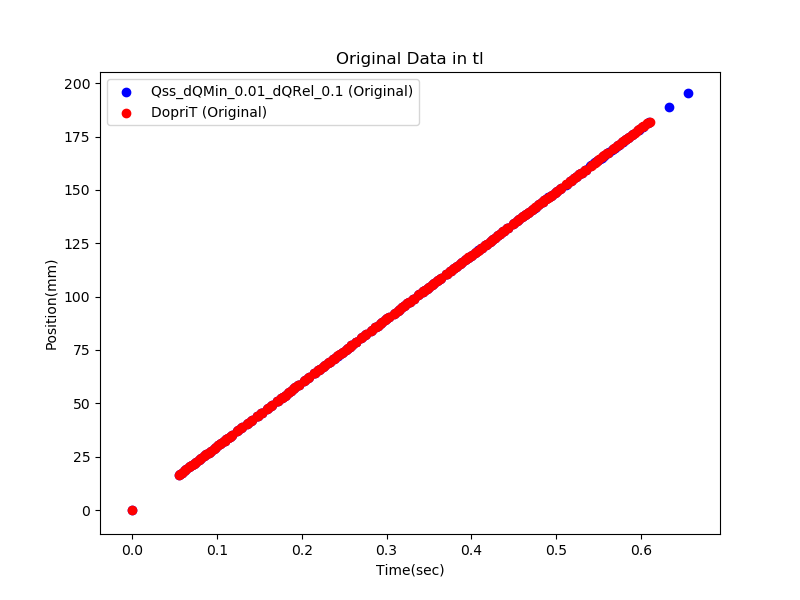 Original Data in tl
Qss_dQMin_0.01_dQRel_0.1 (Original)
DopriT (Original)
200
175
150
125
100
75
50
25
0
Position(mm)
0.0 0.1 0.2 0.3 0.4 0.5 0.6
Time(sec)